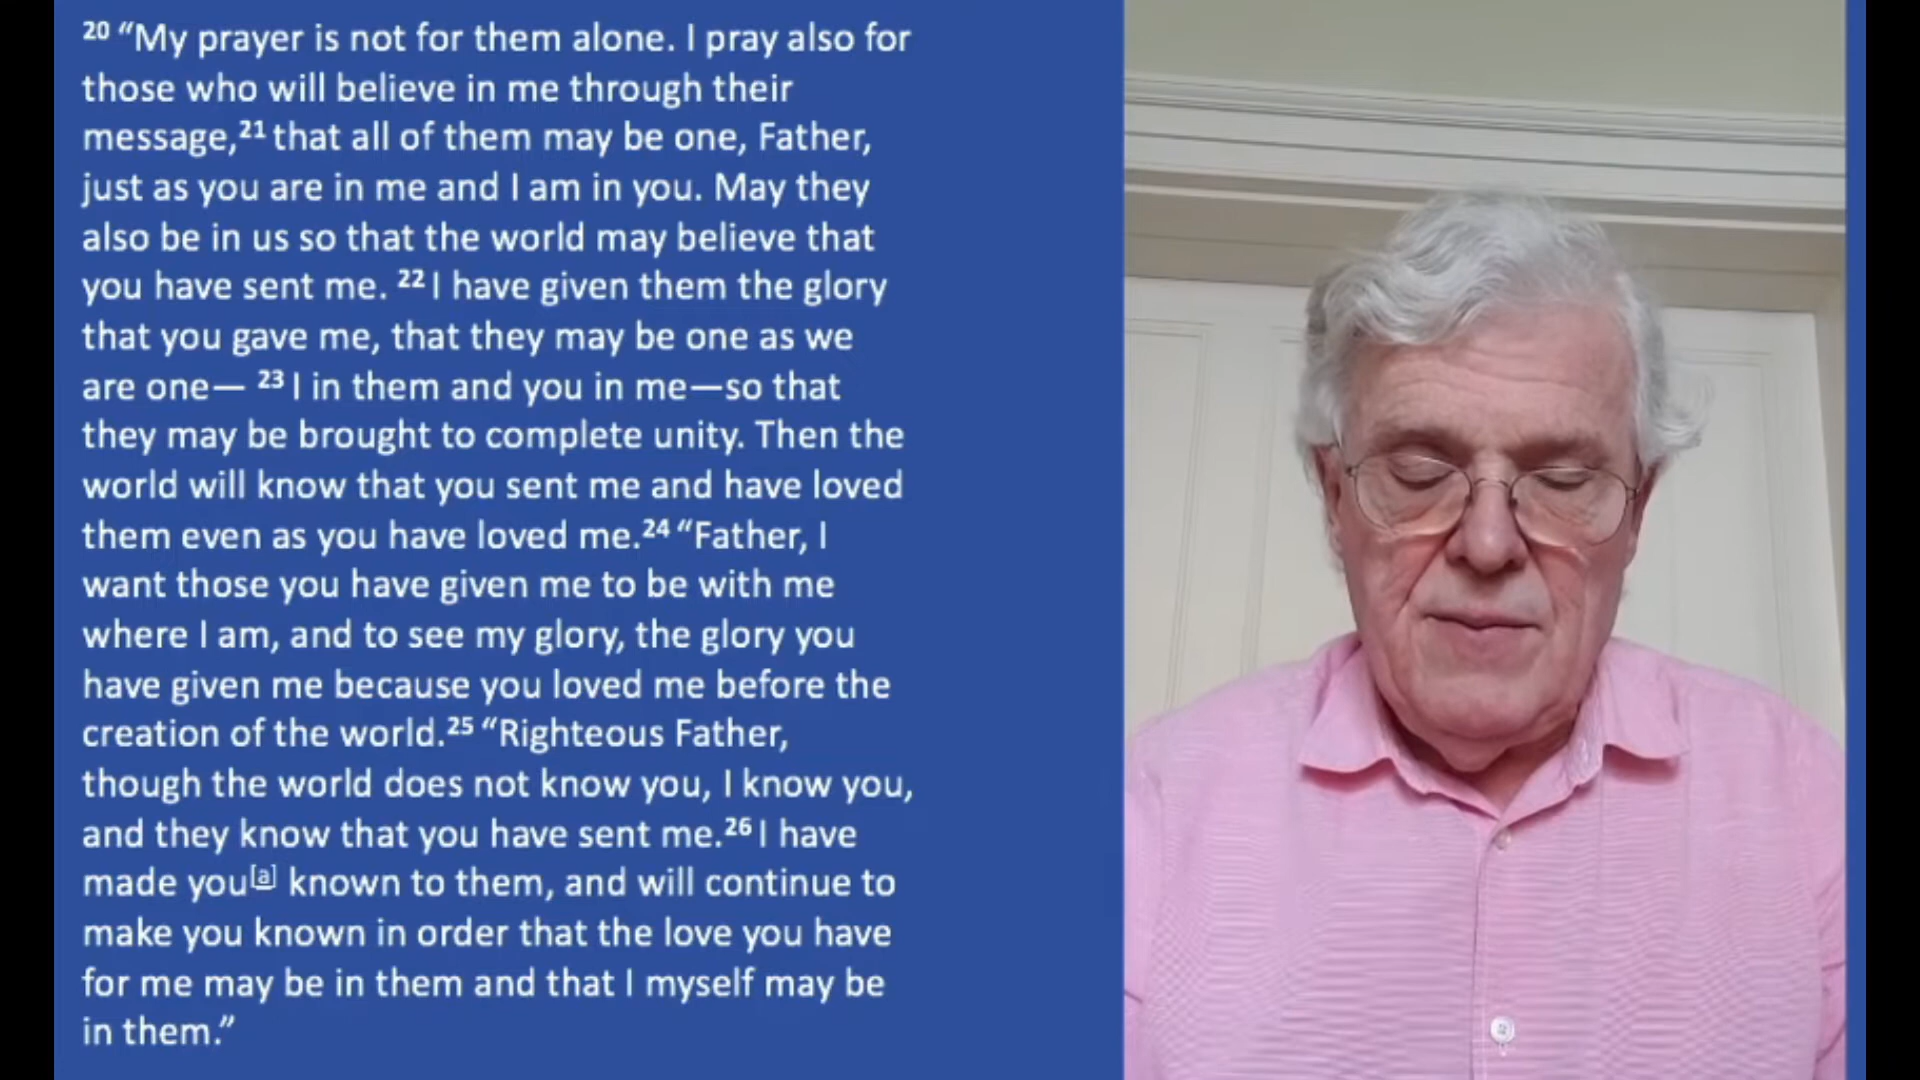 20 “My prayer is not for them alone. I pray also for
those who will believe in me through their
message,21 that all of them may be one, Father,
just as you are in me and I am in you. May they
also be in us so that the world may believe that
you have sent me. 22 I have given them the glory
that you gave me, that they may be one as we
are one— 23 I in them and you in me—so that
they may be brought to complete unity. Then the
world will know that you sent me and have loved
them even as you have loved me.24 “Father, I
want those you have given me to be with me
where I am, and to see my glory, the glory you
have given me because you loved me before the
creation of the world.25 “Righteous Father,
though the world does not know you, I know you,
and they know that you have sent me.26 I have
made you[a] known to them, and will continue to
make you known in order that the love you have
for me may be in them and that I myself may be
in them.”